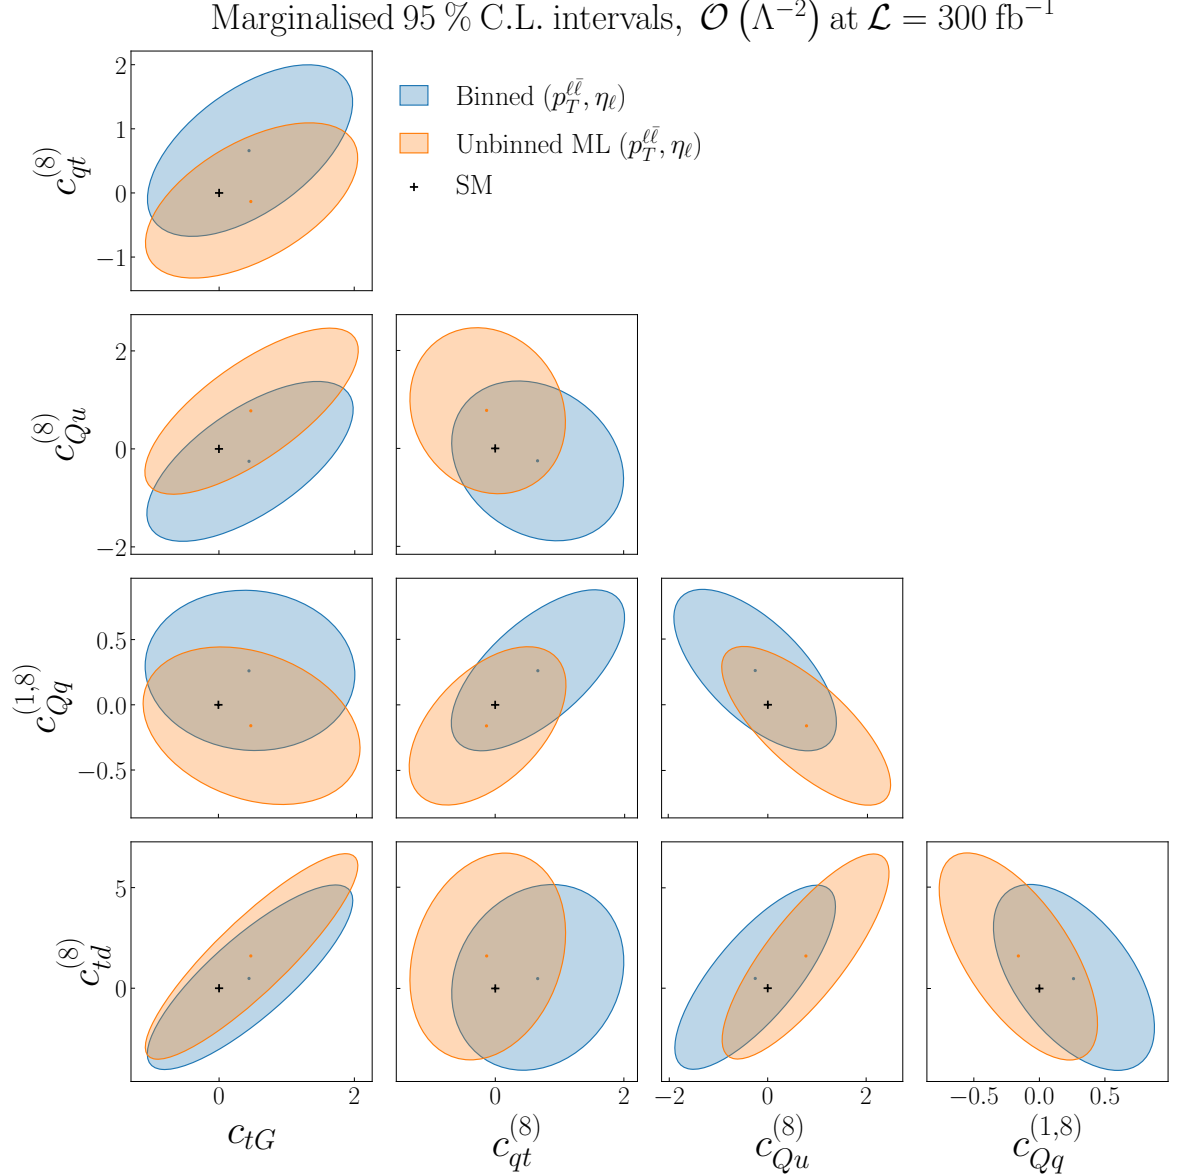 Marginalised 95 % C.L. intervals, 𝒪 (Λ⁻²) at ℒ = 300 fb⁻¹
Binned (p_T^{ℓℓ̄}, η_ℓ)
Unbinned ML (p_T^{ℓℓ̄}, η_ℓ)
SM
c_{qt}^{(8)}
2
1
0
−1
c_{Qu}^{(8)}
2
0
−2
c_{Qq}^{(1,8)}
0.5
0.0
−0.5
c_{td}^{(8)}
5
0
0 2
0 2
−2 0 2
−0.5 0.0 0.5
c_{tG}
c_{qt}^{(8)}
c_{Qu}^{(8)}
c_{Qq}^{(1,8)}